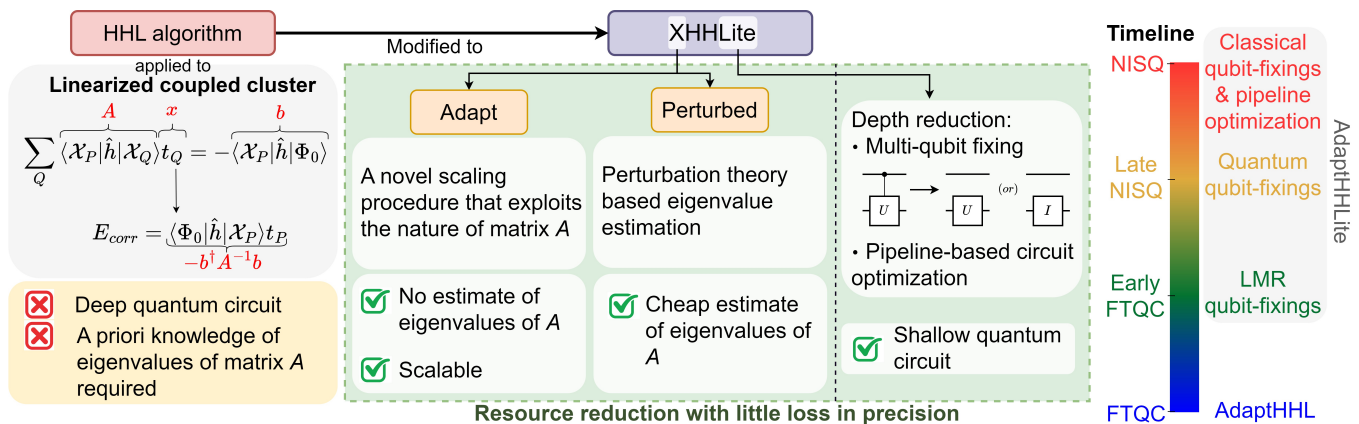 HHL algorithm
Modified to
XHHLite
applied to
Linearized coupled cluster
A x b
∑_Q ⟨𝒳_P|ĥ|𝒳_Q⟩t_Q = −⟨𝒳_P|ĥ|Φ_0⟩
E_corr = ⟨Φ_0|ĥ|𝒳_P⟩t_P
−b†A⁻¹b
Deep quantum circuit
A priori knowledge of
eigenvalues of matrix A
required
Adapt
A novel scaling
procedure that exploits
the nature of matrix A
No estimate of
eigenvalues of A
Scalable
Perturbed
Perturbation theory
based eigenvalue
estimation
Cheap estimate
of eigenvalues of
A
Depth reduction:
• Multi-qubit fixing
U U (or) I
• Pipeline-based circuit
optimization
Shallow quantum
circuit
Resource reduction with little loss in precision
Timeline
NISQ
Late
NISQ
Early
FTQC
FTQC
Classical
qubit-fixings
& pipeline
optimization
Quantum
qubit-fixings
LMR
qubit-fixings
AdaptHHL
AdaptHHLite